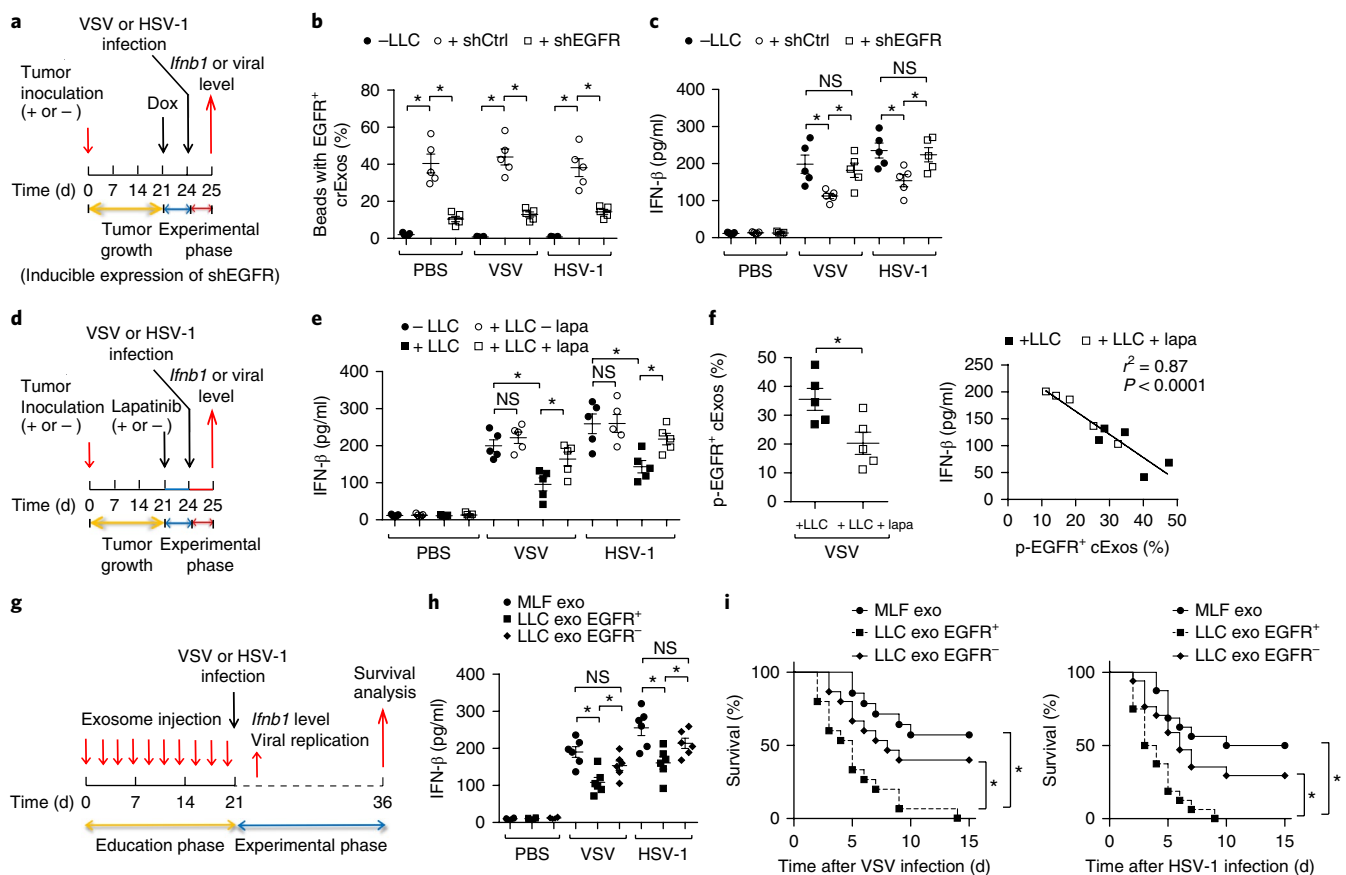 a
VSV or HSV-1
infection
Ifnb1 or viral
level
Tumor
inoculation
(+ or –)
Dox
Time (d) 0 7 14 21 24 25
Tumor
growth
Experimental
phase
(Inducible expression of shEGFR)
b
–LLC + shCtrl + shEGFR
Beads with EGFR+
crExos (%)
80
60
40
20
0
* * * * * *
PBS VSV HSV-1
c
–LLC + shCtrl + shEGFR
IFN-β (pg/ml)
400
300
200
100
0
NS NS
* * * *
PBS VSV HSV-1
d
VSV or HSV-1
infection
Ifnb1 or viral
level
Tumor
Inoculation
(+ or –)
Lapatinib
(+ or –)
Time (d) 0 7 14 21 24 25
Tumor
growth
Experimental
phase
e
– LLC + LLC – lapa
+ LLC + LLC + lapa
IFN-β (pg/ml)
400
300
200
100
0
* NS * * NS *
PBS VSV HSV-1
f
p-EGFR+ cExos (%)
50
40
30
20
10
0
*
+LLC + LLC + lapa
VSV
+LLC + LLC + lapa
r2 = 0.87
P < 0.0001
IFN-β (pg/ml)
250
200
150
100
50
0
0 10 20 30 40 50
p-EGFR+ cExos (%)
g
VSV or HSV-1
infection
Survival
analysis
Exosome injection
Ifnb1 level
Viral replication
Time (d) 0 7 14 21 36
Education phase Experimental phase
h
MLF exo
LLC exo EGFR+
LLC exo EGFR–
IFN-β (pg/ml)
400
300
200
100
0
NS NS
* * * *
PBS VSV HSV-1
i
MLF exo
LLC exo EGFR+
LLC exo EGFR–
Survival (%)
100
50
0
* *
0 5 10 15
Time after VSV infection (d)
MLF exo
LLC exo EGFR+
LLC exo EGFR–
Survival (%)
100
50
0
* *
0 5 10 15
Time after HSV-1 infection (d)